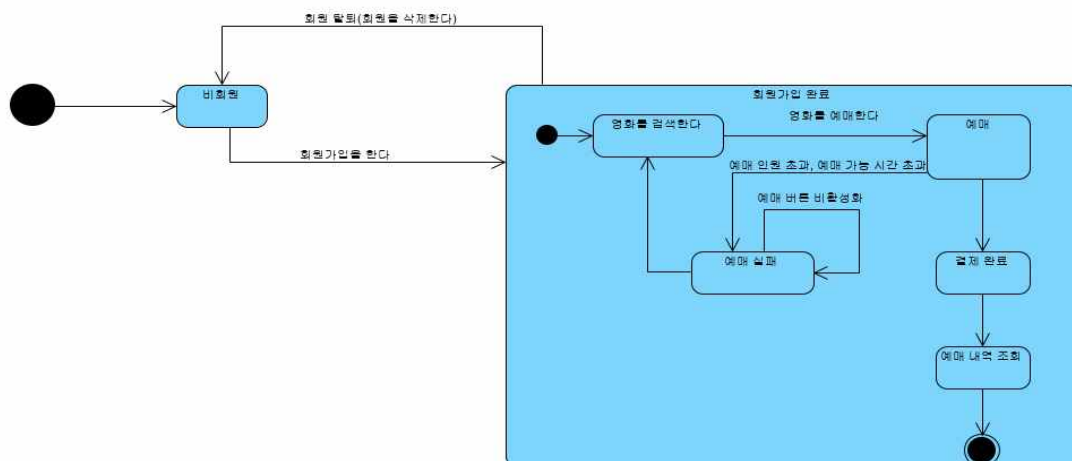 회원 탈퇴(회원을 삭제한다)
비회원
회원가입을 한다
회원가입 완료
영화를 검색한다
영화를 예매한다
예매
예매 인원 초과, 예매 가능 시간 초과
예매 버튼 비활성화
예매 실패
결제 완료
예매 내역 조회